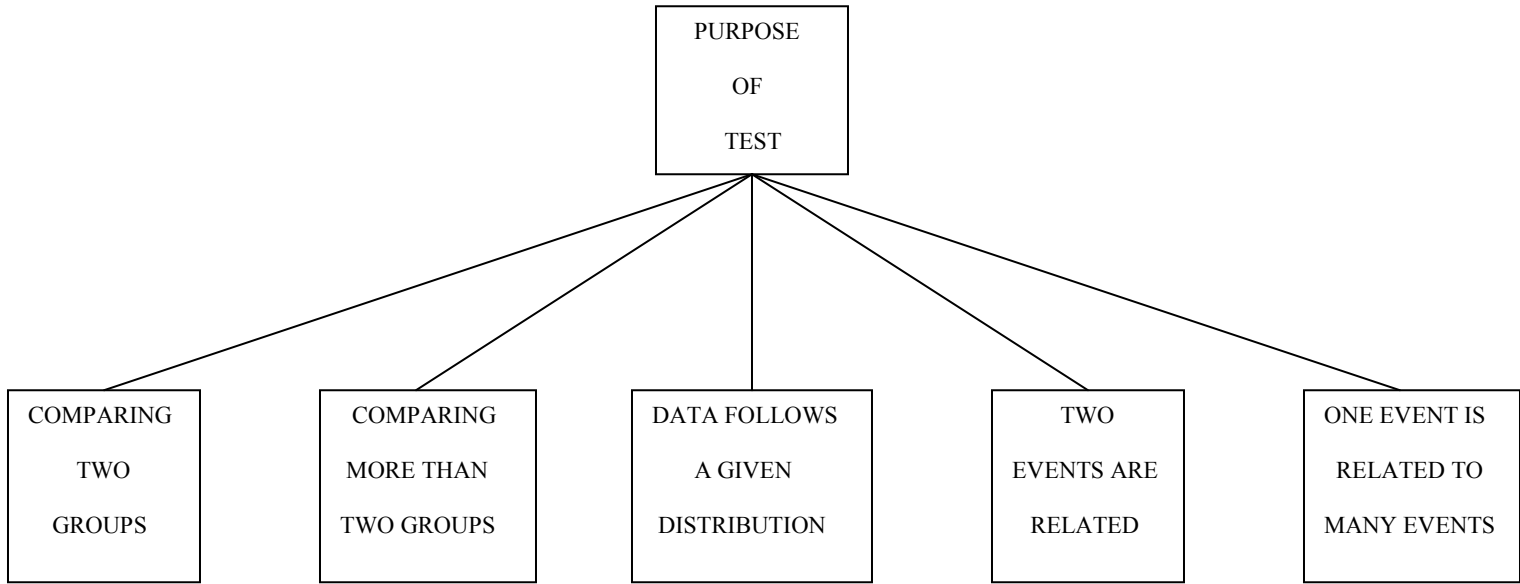 PURPOSE
OF
TEST
COMPARING
TWO
GROUPS
COMPARING
MORE THAN
TWO GROUPS
DATA FOLLOWS
A GIVEN
DISTRIBUTION
TWO
EVENTS ARE
RELATED
ONE EVENT IS
RELATED TO
MANY EVENTS